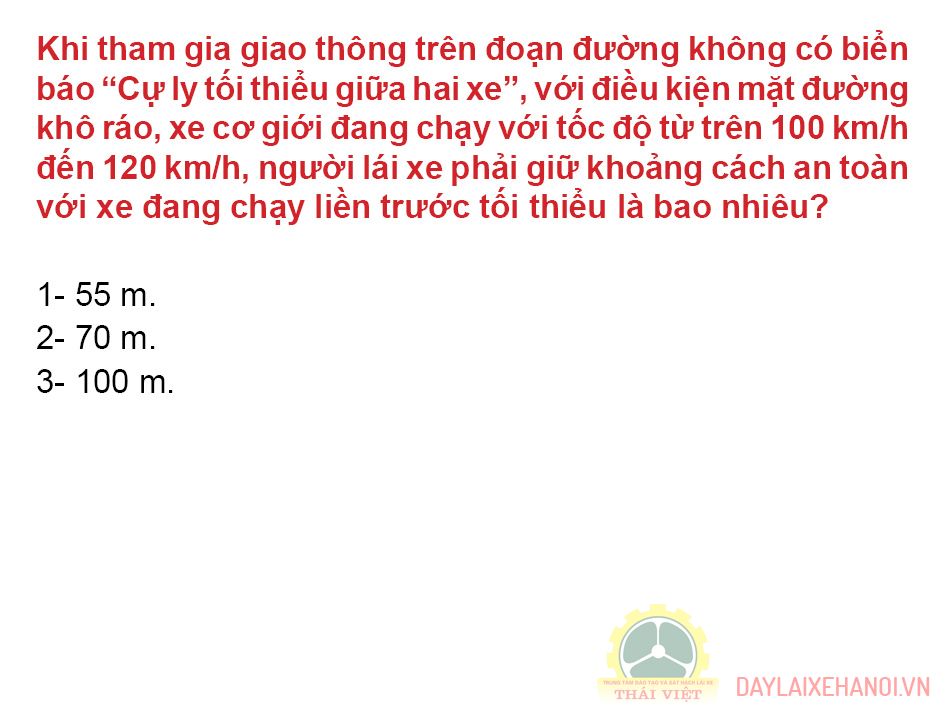 Khi tham gia giao thông trên đoạn đường không có biển
báo “Cự ly tối thiểu giữa hai xe”, với điều kiện mặt đường
khô ráo, xe cơ giới đang chạy với tốc độ từ trên 100 km/h
đến 120 km/h, người lái xe phải giữ khoảng cách an toàn
với xe đang chạy liền trước tối thiểu là bao nhiêu?
1- 55 m.
2- 70 m.
3- 100 m.
TRUNG TÂM ĐÀO TẠO VÀ SÁT HẠCH LÁI XE
THÁI VIỆT
DAYLAIXEHANOI.VN